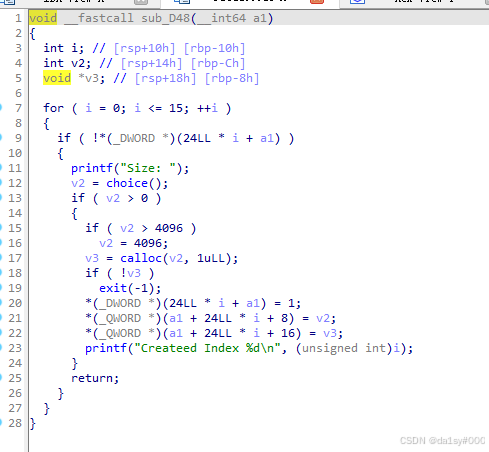 1 void __fastcall sub_D48(__int64 a1)
2 {
3 int i; // [rsp+10h] [rbp-10h]
4 int v2; // [rsp+14h] [rbp-Ch]
5 void *v3; // [rsp+18h] [rbp-8h]
6
7 for ( i = 0; i <= 15; ++i )
8 {
9 if ( !*(_DWORD *)(24LL * i + a1) )
10 {
11 printf("Size: ");
12 v2 = choice();
13 if ( v2 > 0 )
14 {
15 if ( v2 > 4096 )
16 v2 = 4096;
17 v3 = calloc(v2, 1uLL);
18 if ( !v3 )
19 exit(-1);
20 *(_DWORD *)(24LL * i + a1) = 1;
21 *(_QWORD *)(a1 + 24LL * i + 8) = v2;
22 *(_QWORD *)(a1 + 24LL * i + 16) = v3;
23 printf("Createed Index %d\n", (unsigned int)i);
24 }
25 return;
26 }
27 }
28 }
CSDN @da1sy#000